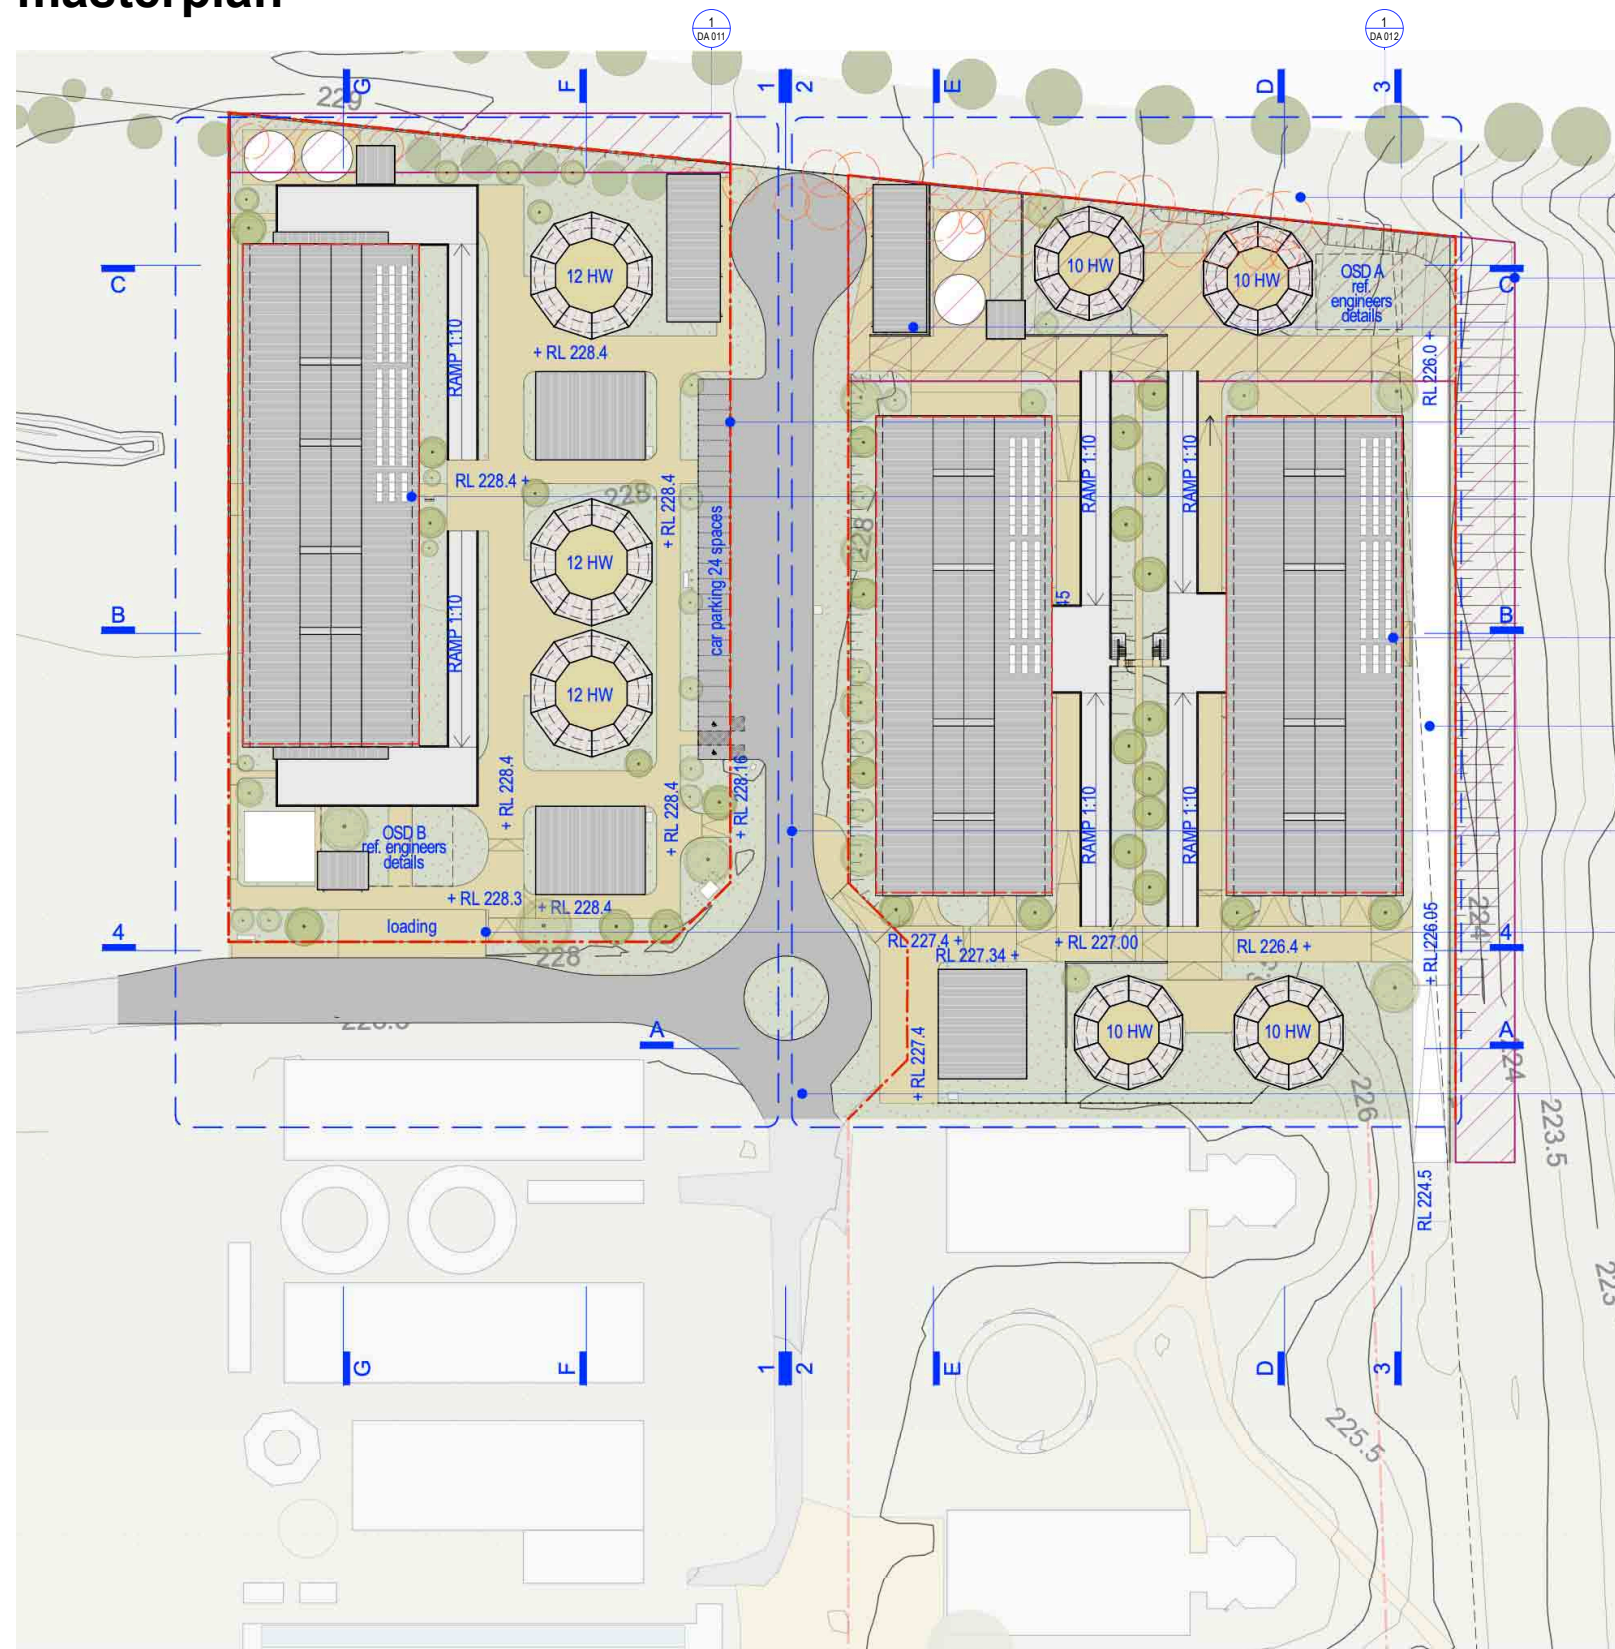 masterplan
1
DA 011
1
DA 012
G
F
1
2
E
D
3
229
C
C
12 HW
10 HW
10 HW
OSD A
ref.
engineers
details
RAMP 1:10
+ RL 228.4
RL 226.0 +
RL 228.4 +
228
+ RL 228.4
228
RAMP 1:10
RAMP 1:10
car parking 24 spaces
12 HW
B
B
45
RAMP 1:10
12 HW
+ RL 228.4
+ RL 228.4
+ RL 228.16
RAMP 1:10
RAMP 1:10
OSD B
ref. engineers
details
+ RL 228.3
+ RL 228.4
loading
4
4
228
RL 227.4 +
RL 227.34 +
+ RL 227.00
RL 226.4 +
+ RL 226.05
224
A
A
10 HW
10 HW
+ RL 227.4
224
226
223.5
RL 224.5
223
G
F
1
2
E
D
3
225.5